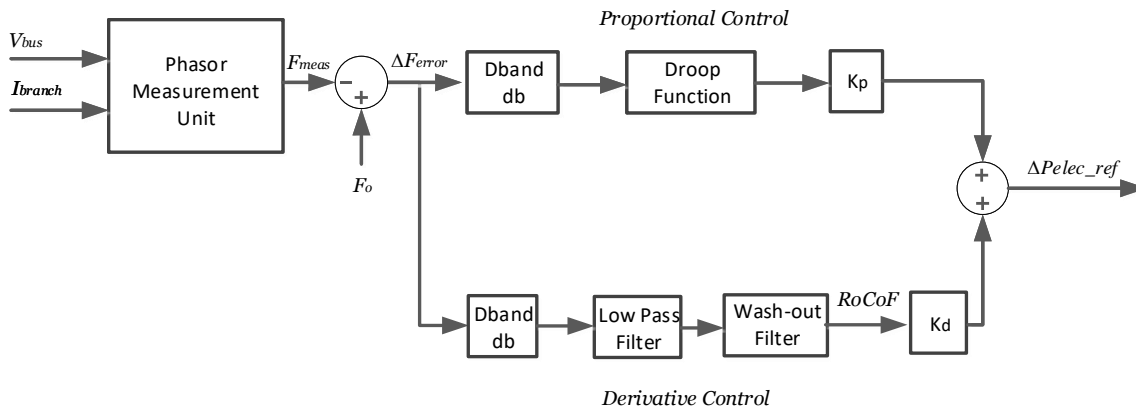 Proportional Control
Vbus
Ibranch
Phasor
Measurement
Unit
Fmeas
−
+
Fo
ΔFerror
Dband
db
Droop
Function
Kp
+
+
ΔPelec_ref
Dband
db
Low Pass
Filter
Wash-out
Filter
RoCoF
Kd
Derivative Control